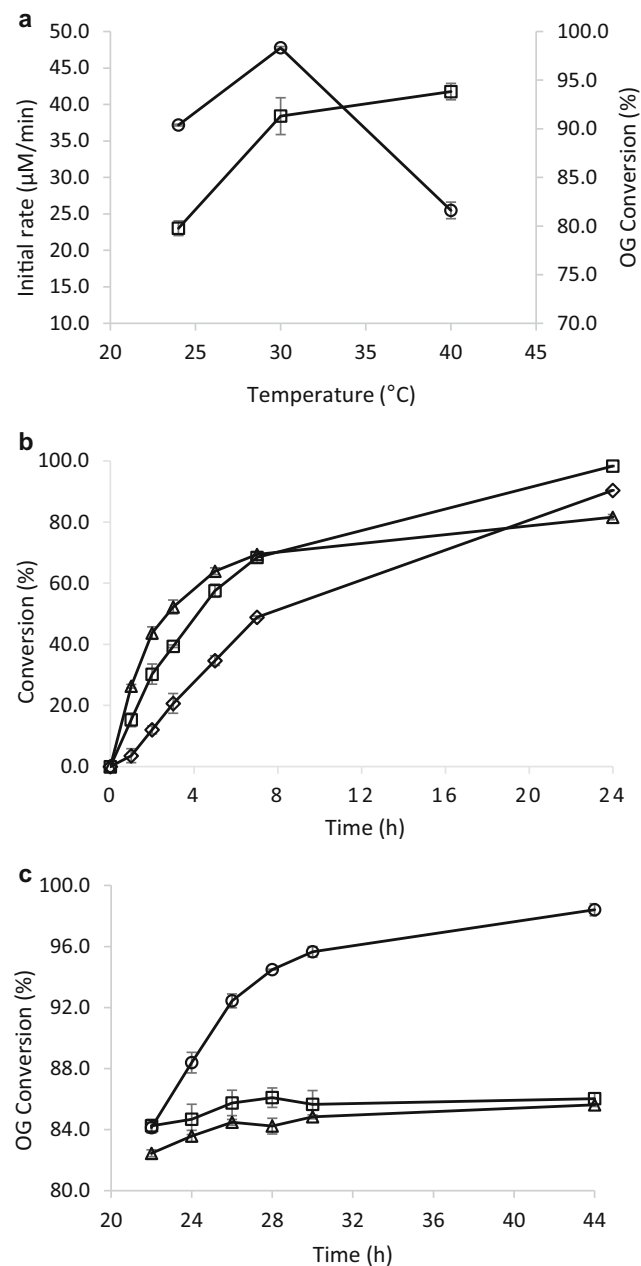 a
50.0
45.0
40.0
35.0
30.0
25.0
20.0
15.0
10.0
Initial rate (µM/min)
100.0
95.0
90.0
85.0
80.0
75.0
70.0
OG Conversion (%)
20 25 30 35 40 45
Temperature (°C)
b
100.0
80.0
60.0
40.0
20.0
0.0
Conversion (%)
0 4 8 12 16 20 24
Time (h)
c
100.0
96.0
92.0
88.0
84.0
80.0
OG Conversion (%)
20 24 28 32 36 40 44
Time (h)